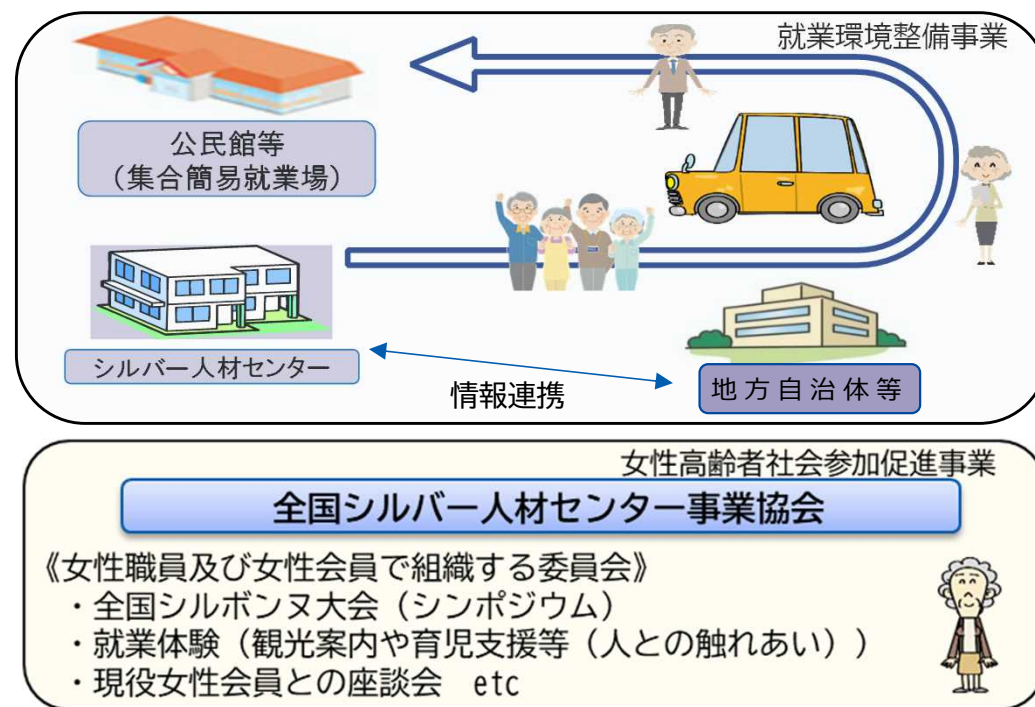 就業環境整備事業
公民館等
（集合簡易就業場）
シルバー人材センター
情報連携
地方自治体等
女性高齢者社会参加促進事業
全国シルバー人材センター事業協会
《女性職員及び女性会員で組織する委員会》
・全国シルボンヌ大会（シンポジウム）
・就業体験（観光案内や育児支援等（人との触れあい））
・現役女性会員との座談会　etc